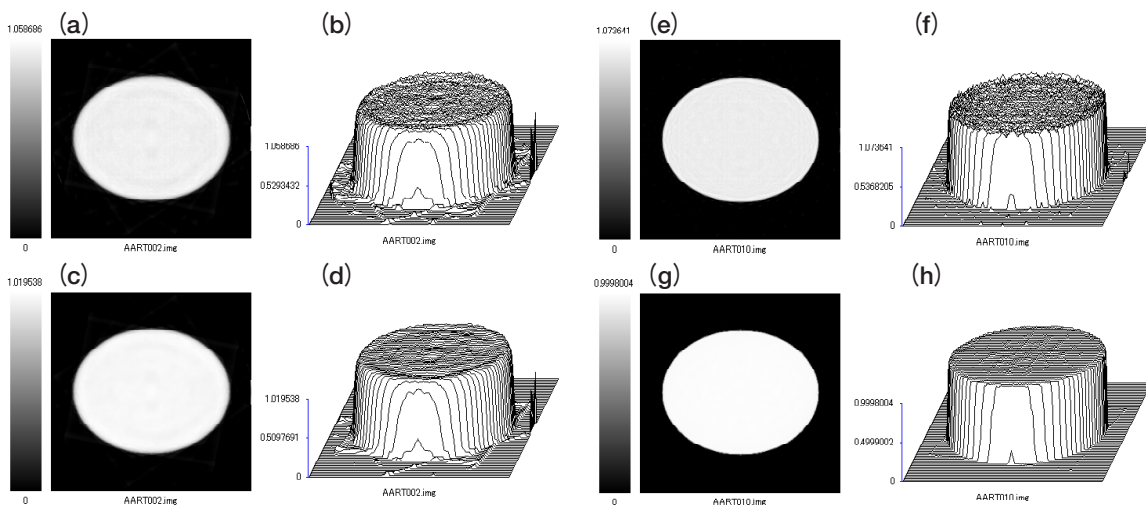 (a)
1.058686
0
AART002.img
(b)
1.058686
0.5293432
0
AART002.img
(e)
1.073641
0
AART010.img
(f)
1.073641
0.5368205
0
AART010.img
(c)
1.019538
0
AART002.img
(d)
1.019538
0.5097691
0
AART002.img
(g)
0.9998004
0
AART010.img
(h)
0.9998004
0.4999002
0
AART010.img